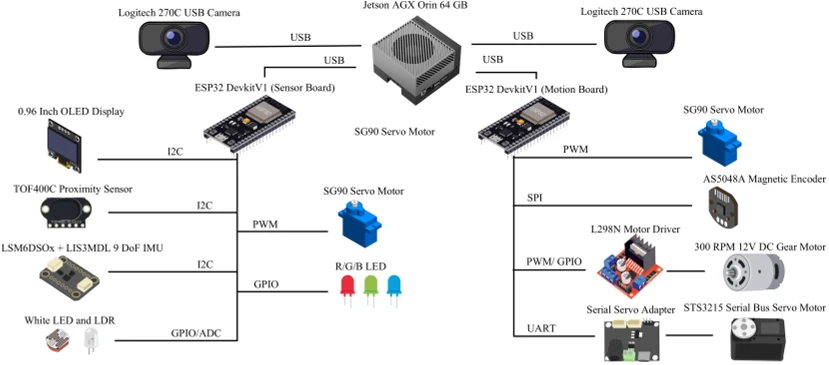 Jetson AGX Orin 64 GB
Logitech 270C USB Camera
Logitech 270C USB Camera
USB
USB
USB
USB
ESP32 DevkitV1 (Sensor Board)
ESP32 DevkitV1 (Motion Board)
0.96 Inch OLED Display
SG90 Servo Motor
SG90 Servo Motor
I2C
PWM
TOF400C Proximity Sensor
SG90 Servo Motor
AS5048A Magnetic Encoder
I2C
SPI
PWM
L298N Motor Driver
LSM6DSOx + LIS3MDL 9 DoF IMU
300 RPM 12V DC Gear Motor
I2C
R/G/B LED
PWM/ GPIO
GPIO
White LED and LDR
Serial Servo Adapter
STS3215 Serial Bus Servo Motor
GPIO/ADC
UART